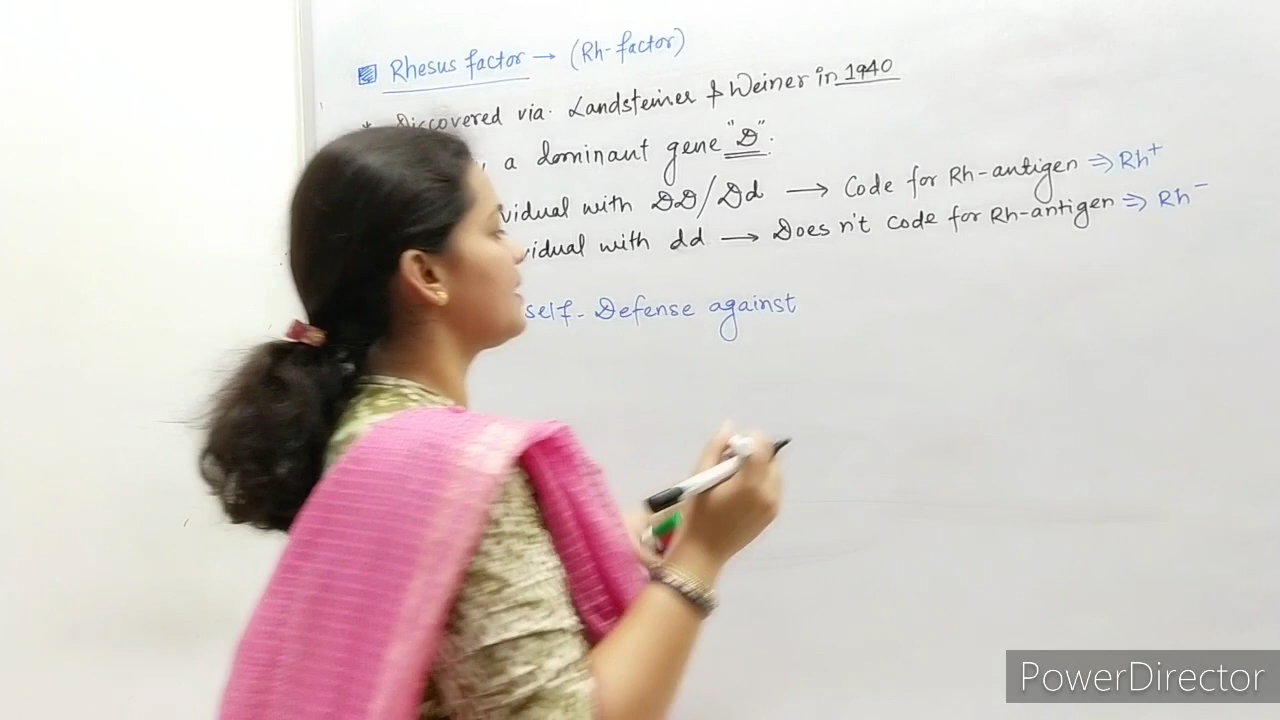 Rhesus factor → (Rh-factor)
* Discovered via. Landsteiner & Weiner in 1940
a dominant gene "D".
vidual with DD/Dd → Code for Rh-antigen ⇒ Rh⁺
vidual with dd → Does n't code for Rh-antigen ⇒ Rh⁻
self-Defense against
PowerDirector